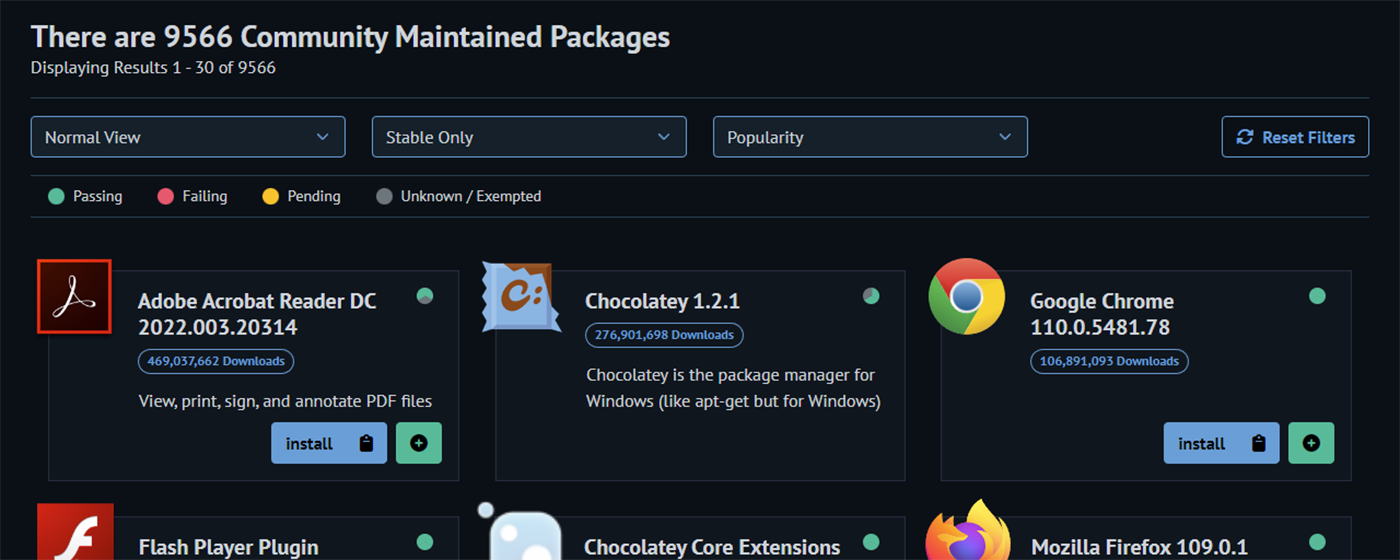 There are 9566 Community Maintained Packages
Displaying Results 1 - 30 of 9566
Normal View
Stable Only
Popularity
Reset Filters
Passing
Failing
Pending
Unknown / Exempted
Adobe Acrobat Reader DC
2022.003.20314
469,037,662 Downloads
View, print, sign, and annotate PDF files
install
C:
Chocolatey 1.2.1
276,901,698 Downloads
Chocolatey is the package manager for
Windows (like apt-get but for Windows)
Google Chrome
110.0.5481.78
106,891,093 Downloads
install
Flash Player Plugin
Chocolatey Core Extensions
Mozilla Firefox 109.0.1